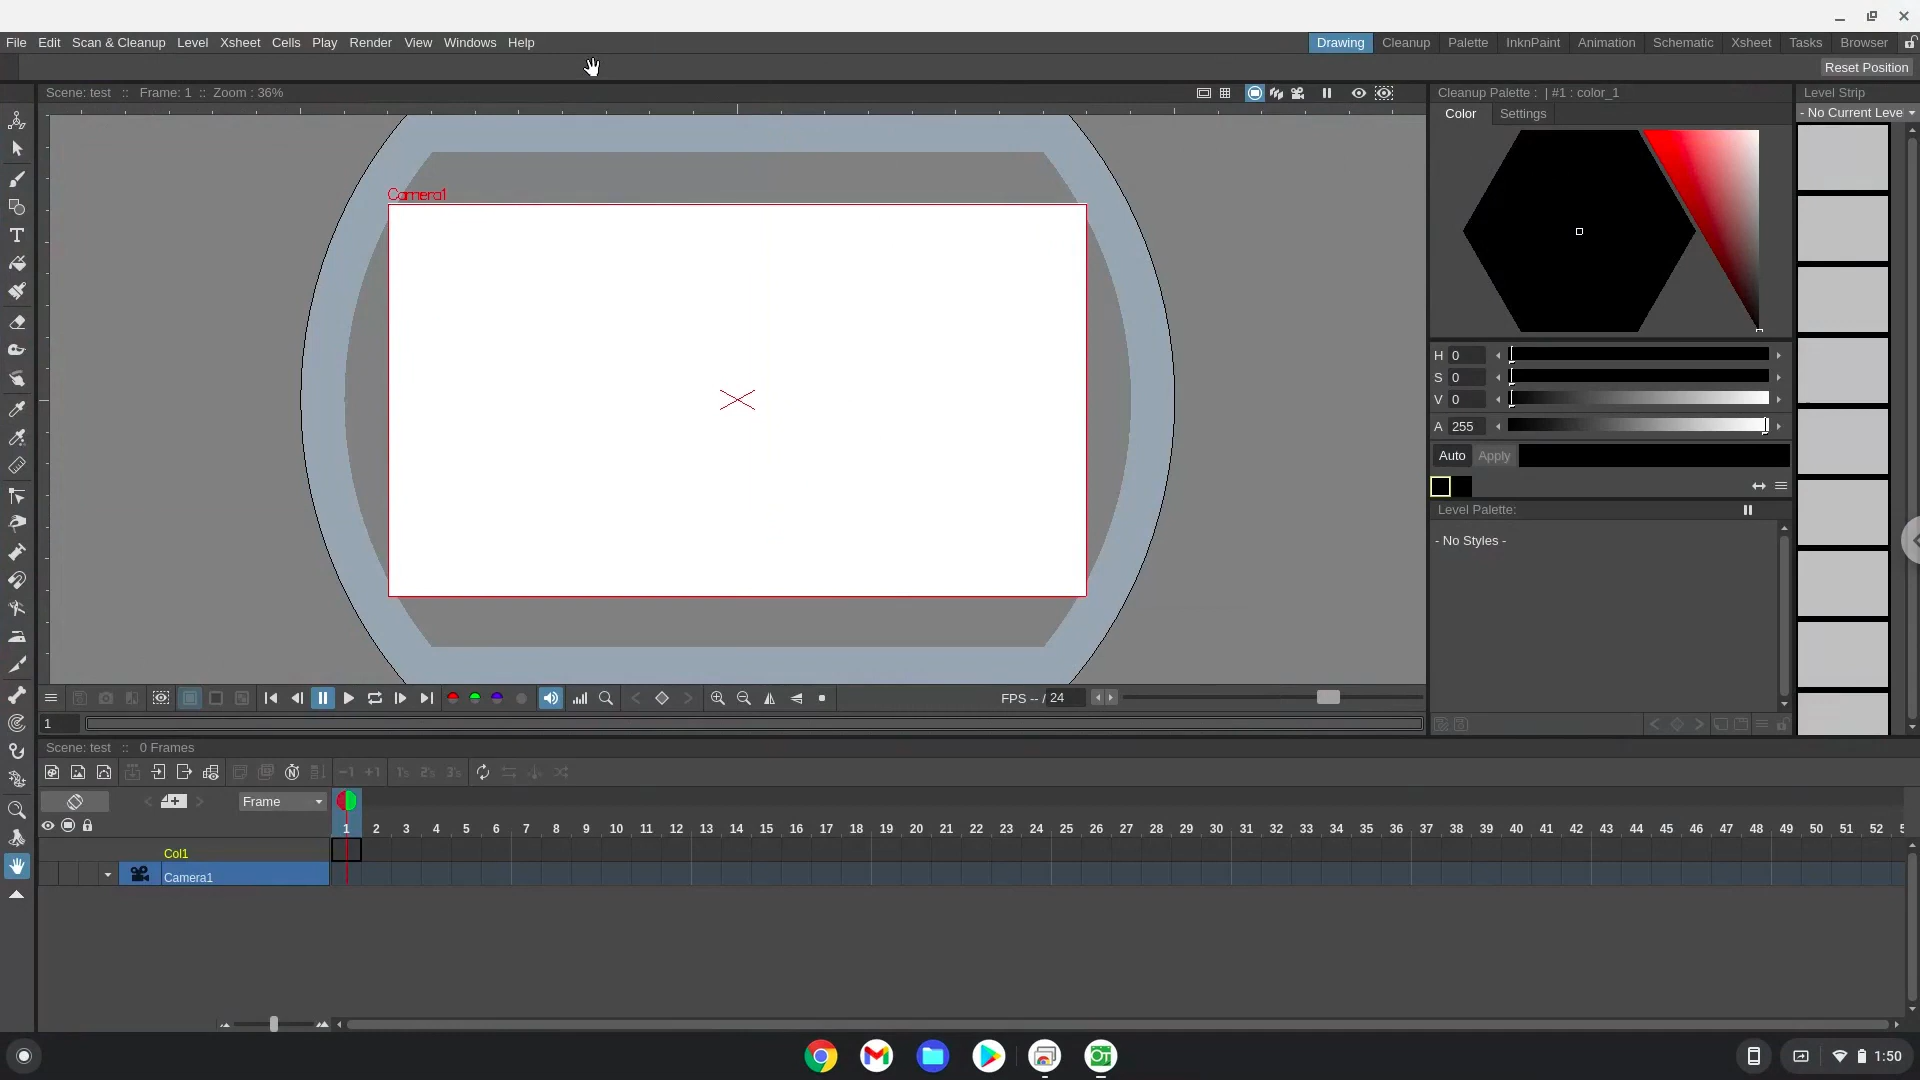 File Edit Scan & Cleanup Level Xsheet Cells Play Render View Windows Help
Drawing Cleanup Palette InknPaint Animation Schematic Xsheet Tasks Browser
Reset Position
Scene: test :: Frame: 1 :: Zoom : 36%
Cleanup Palette : | #1 : color_1
Level Strip
Color Settings
- No Current Leve
Camera1
H 0
S 0
V 0
A 255
Auto Apply
Level Palette:
- No Styles -
FPS -- / 24
1
Scene: test :: 0 Frames
-1 +1 1's 2's 3's
Frame
1 2 3 4 5 6 7 8 9 10 11 12 13 14 15 16 17 18 19 20 21 22 23 24 25 26 27 28 29 30 31 32 33 34 35 36 37 38 39 40 41 42 43 44 45 46 47 48 49 50 51 52 5
Col1
Camera1
1:50